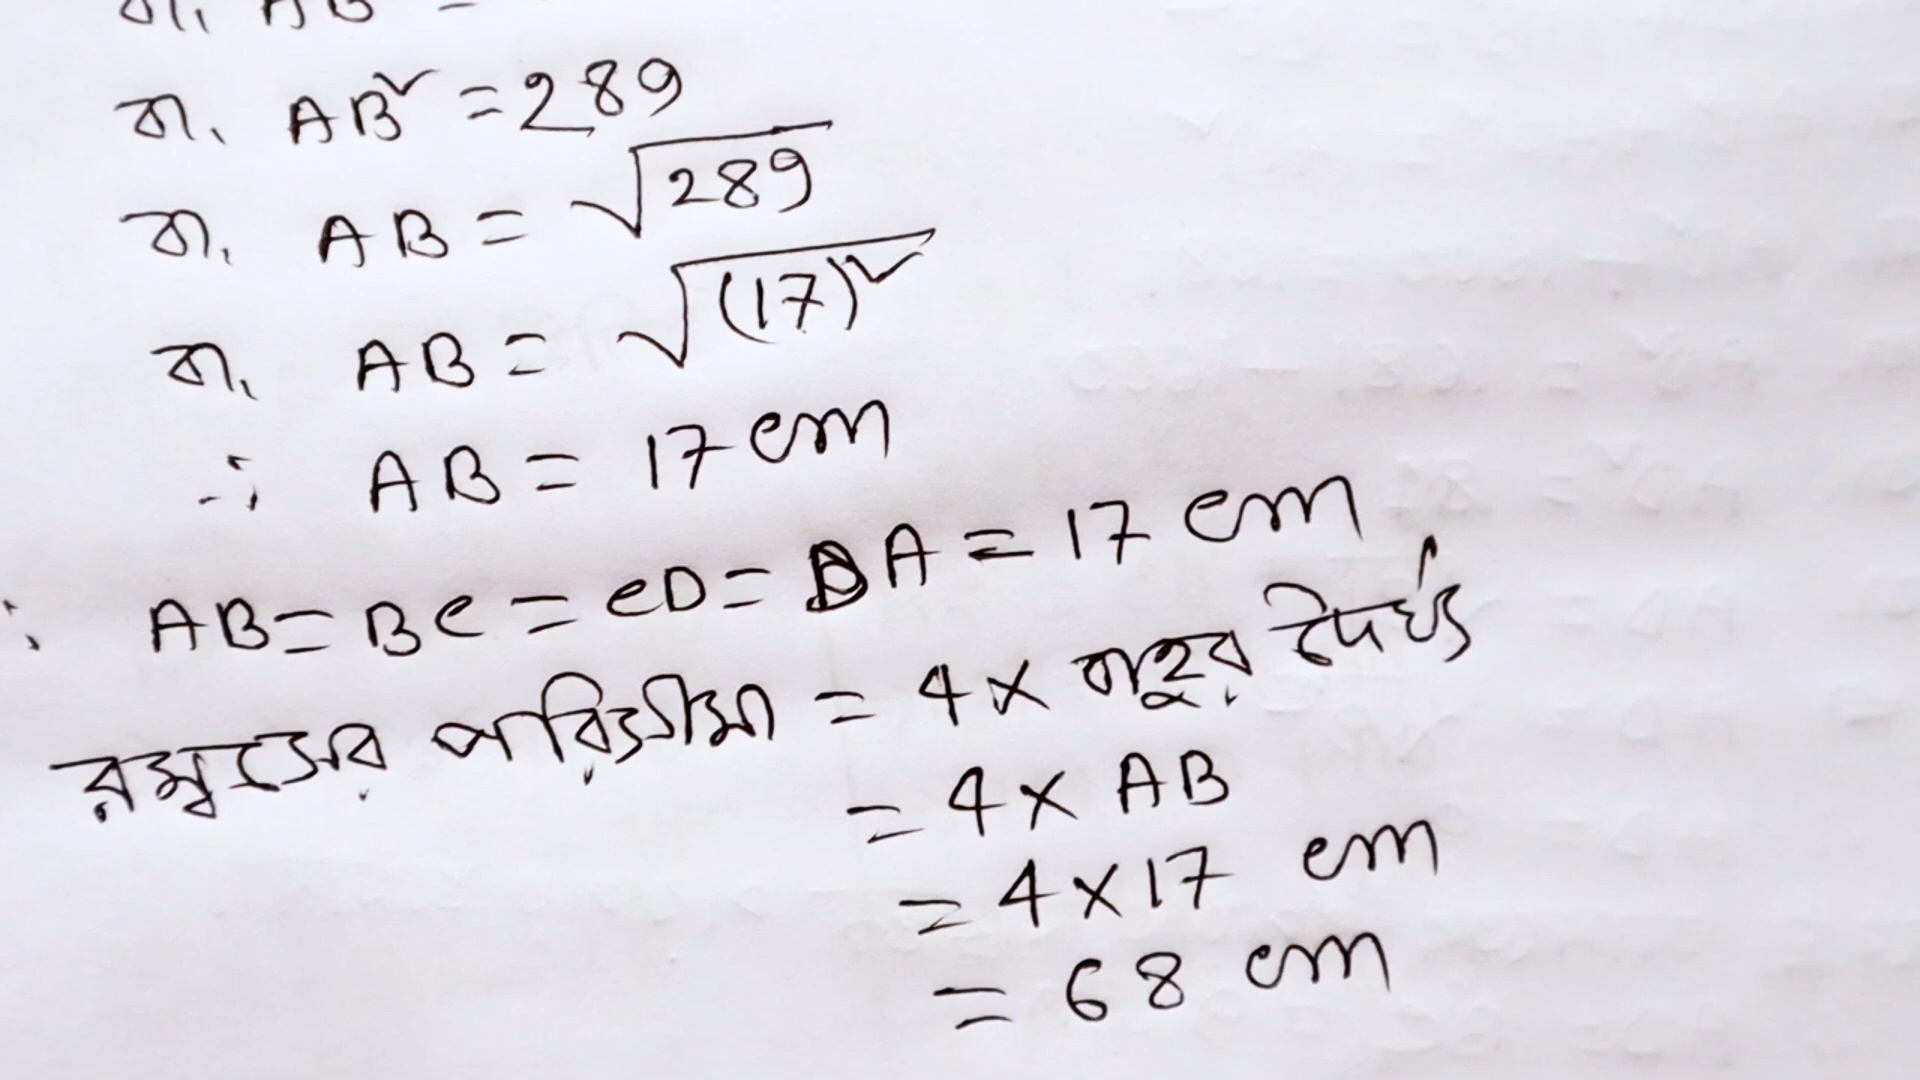 বা, AB² = 289
বা, AB = √289
বা, AB = √(17)²
∴ AB = 17 cm
∴ AB = BC = CD = DA = 17 cm
রম্বসের পরিসীমা = 4 × বাহুর দৈর্ঘ্য
= 4 × AB
= 4 × 17 cm
= 68 cm